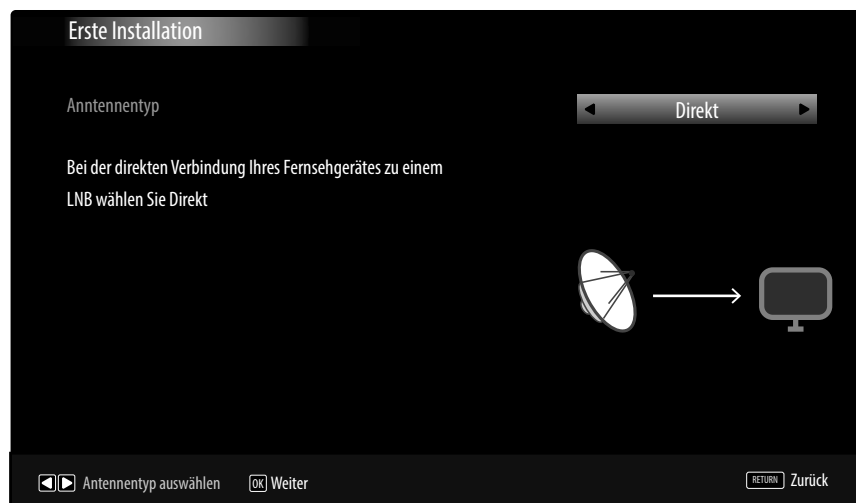 Erste Installation
Anntennentyp
Direkt
Bei der direkten Verbindung Ihres Fernsehgerätes zu einem
LNB wählen Sie Direkt
Antennentyp auswählen OK Weiter RETURN Zurück